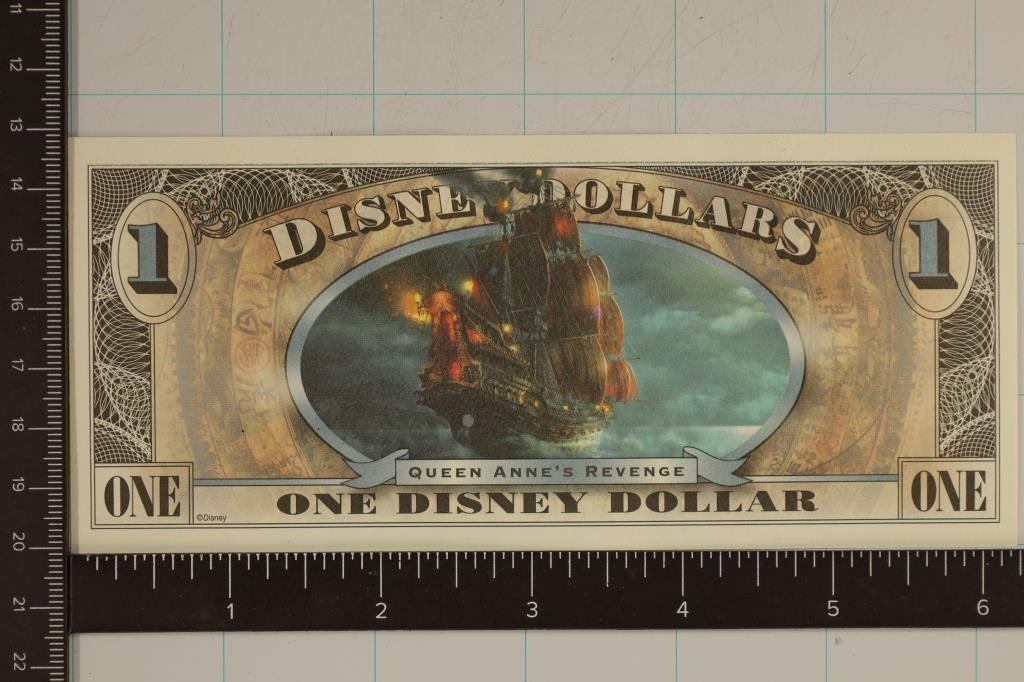 DISNEY DOLLARS
1
1
QUEEN ANNE'S REVENGE
ONE
ONE DISNEY DOLLAR
ONE
©Disney
11
12
13
14
15
16
17
18
19
20
21
22
1 2 3 4 5 6